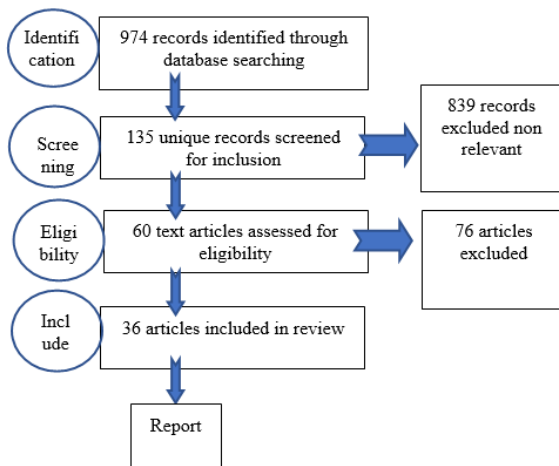 Identifi
cation
974 records identified through
database searching
839 records
excluded non
relevant
Scree
ning
135 unique records screened
for inclusion
Eligi
bility
60 text articles assessed for
eligibility
76 articles
excluded
Incl
ude
36 articles included in review
Report